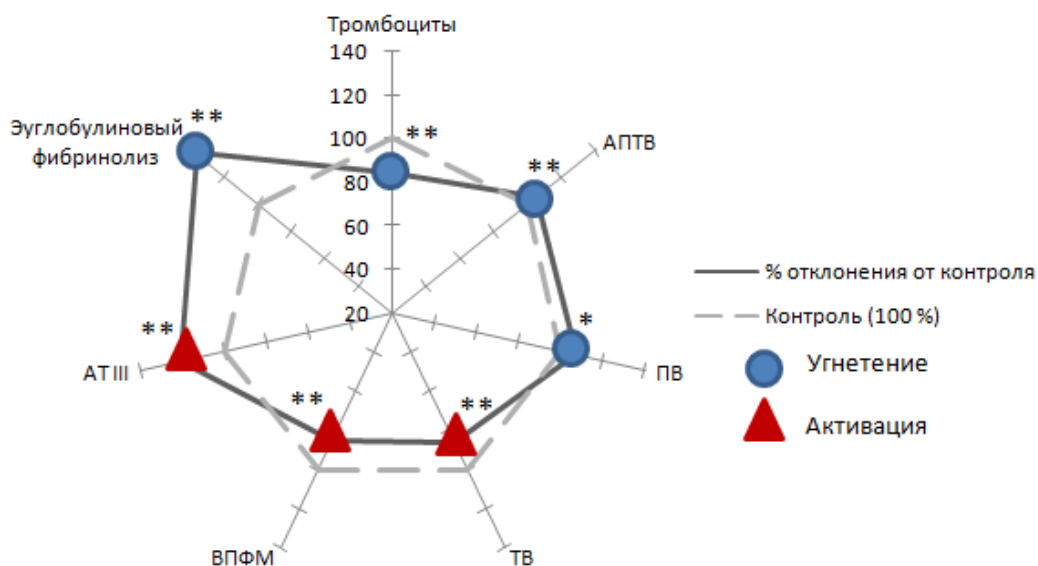 Тромбоциты
140
120
100
80
60
40
20
**
АПТВ
**
*
ПВ
**
ТВ
**
ВПФМ
**
АТ III
**
Эуглобулиновый
фибринолиз
% отклонения от контроля
Контроль (100 %)
Угнетение
Активация